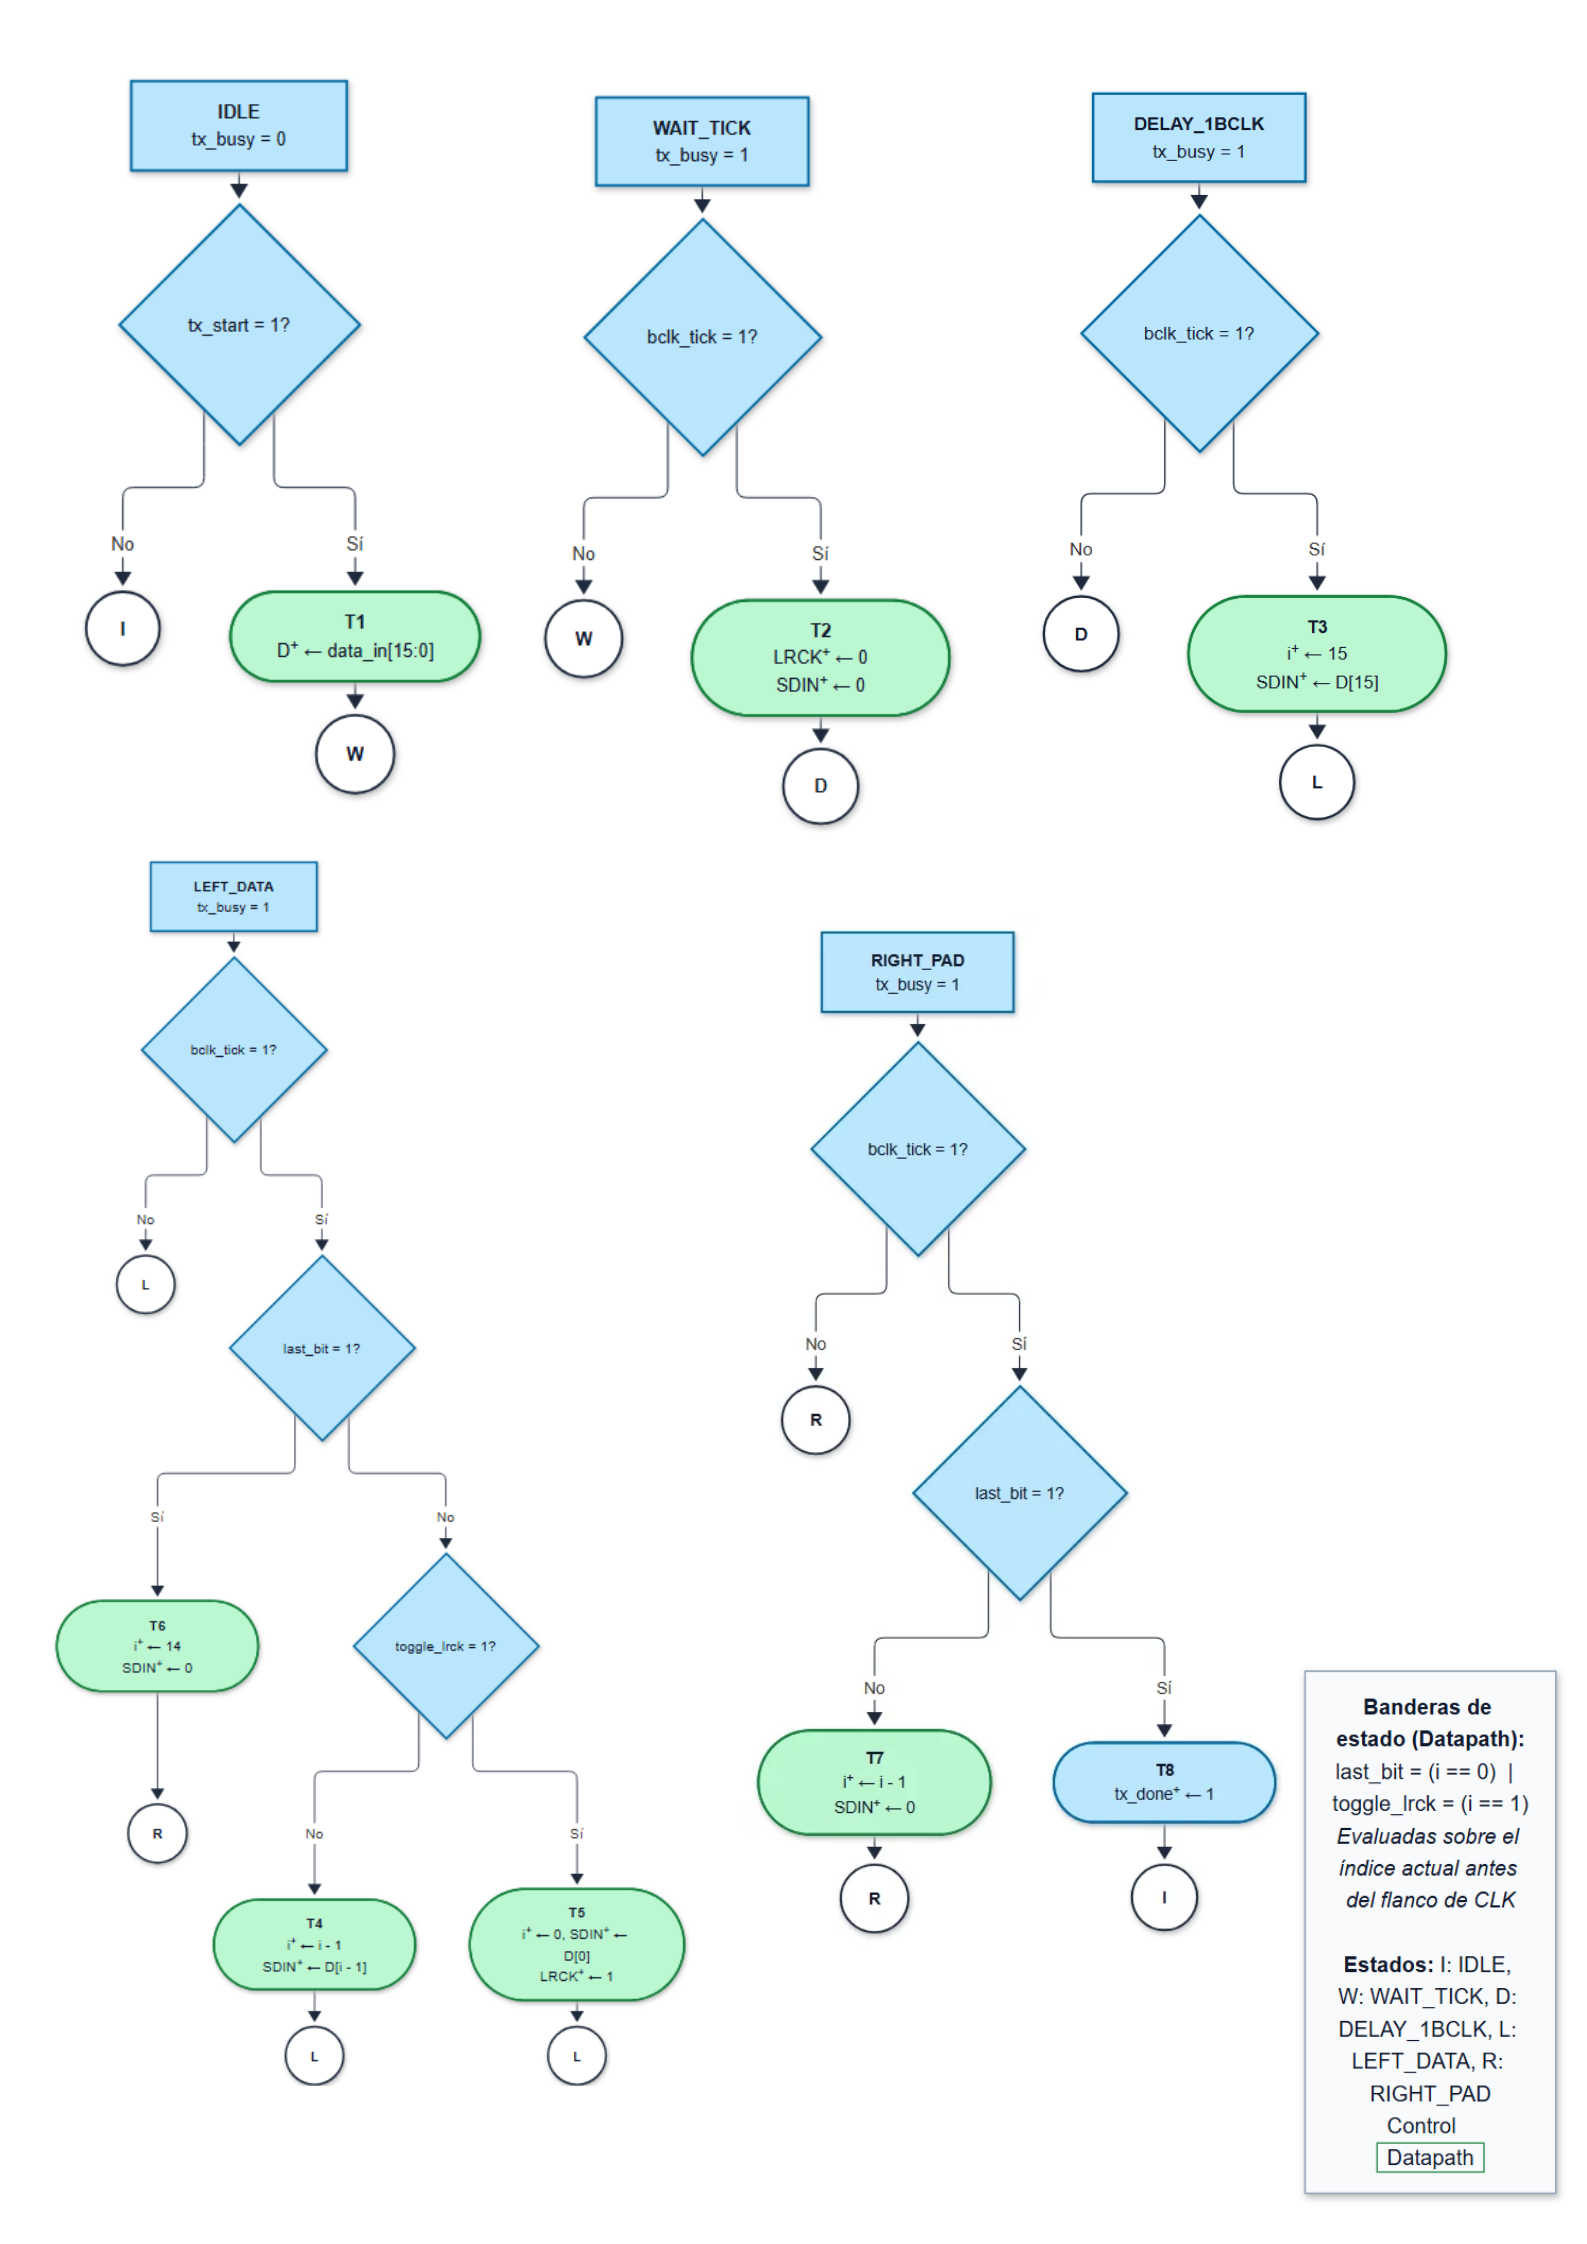 IDLE
tx_busy = 0
tx_start = 1?
No
Sí
I
T1
D⁺ ← data_in[15:0]
W
WAIT_TICK
tx_busy = 1
bclk_tick = 1?
No
Sí
W
T2
LRCK⁺ ← 0
SDIN⁺ ← 0
D
DELAY_1BCLK
tx_busy = 1
bclk_tick = 1?
No
Sí
D
T3
i⁺ ← 15
SDIN⁺ ← D[15]
L
LEFT_DATA
tx_busy = 1
bclk_tick = 1?
No
Sí
L
last_bit = 1?
Sí
No
T6
i⁺ ← 14
SDIN⁺ ← 0
R
toggle_lrck = 1?
No
Sí
T4
i⁺ ← i - 1
SDIN⁺ ← D[i - 1]
L
T5
i⁺ ← 0, SDIN⁺ ←
D[0]
LRCK⁺ ← 1
L
RIGHT_PAD
tx_busy = 1
bclk_tick = 1?
No
Sí
R
last_bit = 1?
No
Sí
T7
i⁺ ← i - 1
SDIN⁺ ← 0
R
T8
tx_done⁺ ← 1
I
Banderas de
estado (Datapath):
last_bit = (i == 0) |
toggle_lrck = (i == 1)
Evaluadas sobre el
índice actual antes
del flanco de CLK
Estados: I: IDLE,
W: WAIT_TICK, D:
DELAY_1BCLK, L:
LEFT_DATA, R:
RIGHT_PAD
Control
Datapath